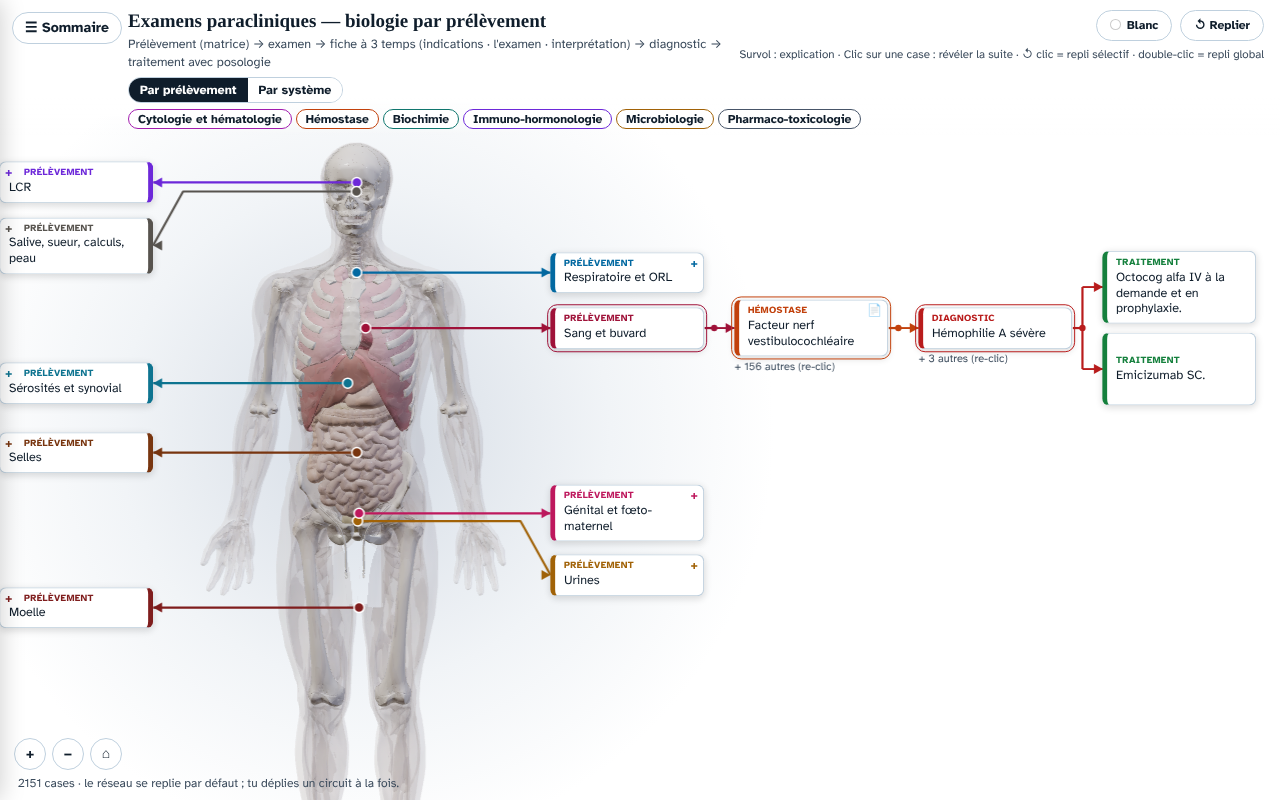 ☰ Sommaire
Examens paracliniques — biologie par prélèvement
Prélèvement (matrice) → examen → fiche à 3 temps (indications · l'examen · interprétation) → diagnostic →
traitement avec posologie
Blanc
↺ Replier
Survol : explication · Clic sur une case : révéler la suite · ↺ clic = repli sélectif · double-clic = repli global
Par prélèvement
Par système
Cytologie et hématologie
Hémostase
Biochimie
Immuno-hormonologie
Microbiologie
Pharmaco-toxicologie
+ PRÉLÈVEMENT
LCR
+ PRÉLÈVEMENT
Salive, sueur, calculs,
peau
+ PRÉLÈVEMENT
Sérosités et synovial
+ PRÉLÈVEMENT
Selles
+ PRÉLÈVEMENT
Moelle
PRÉLÈVEMENT +
Respiratoire et ORL
PRÉLÈVEMENT
Sang et buvard
PRÉLÈVEMENT +
Génital et fœto-
maternel
PRÉLÈVEMENT +
Urines
HÉMOSTASE
Facteur nerf
vestibulocochléaire
+ 156 autres (re-clic)
DIAGNOSTIC
Hémophilie A sévère
+ 3 autres (re-clic)
TRAITEMENT
Octocog alfa IV à la
demande et en
prophylaxie.
TRAITEMENT
Emicizumab SC.
+
−
⌂
2151 cases · le réseau se replie par défaut ; tu déplies un circuit à la fois.